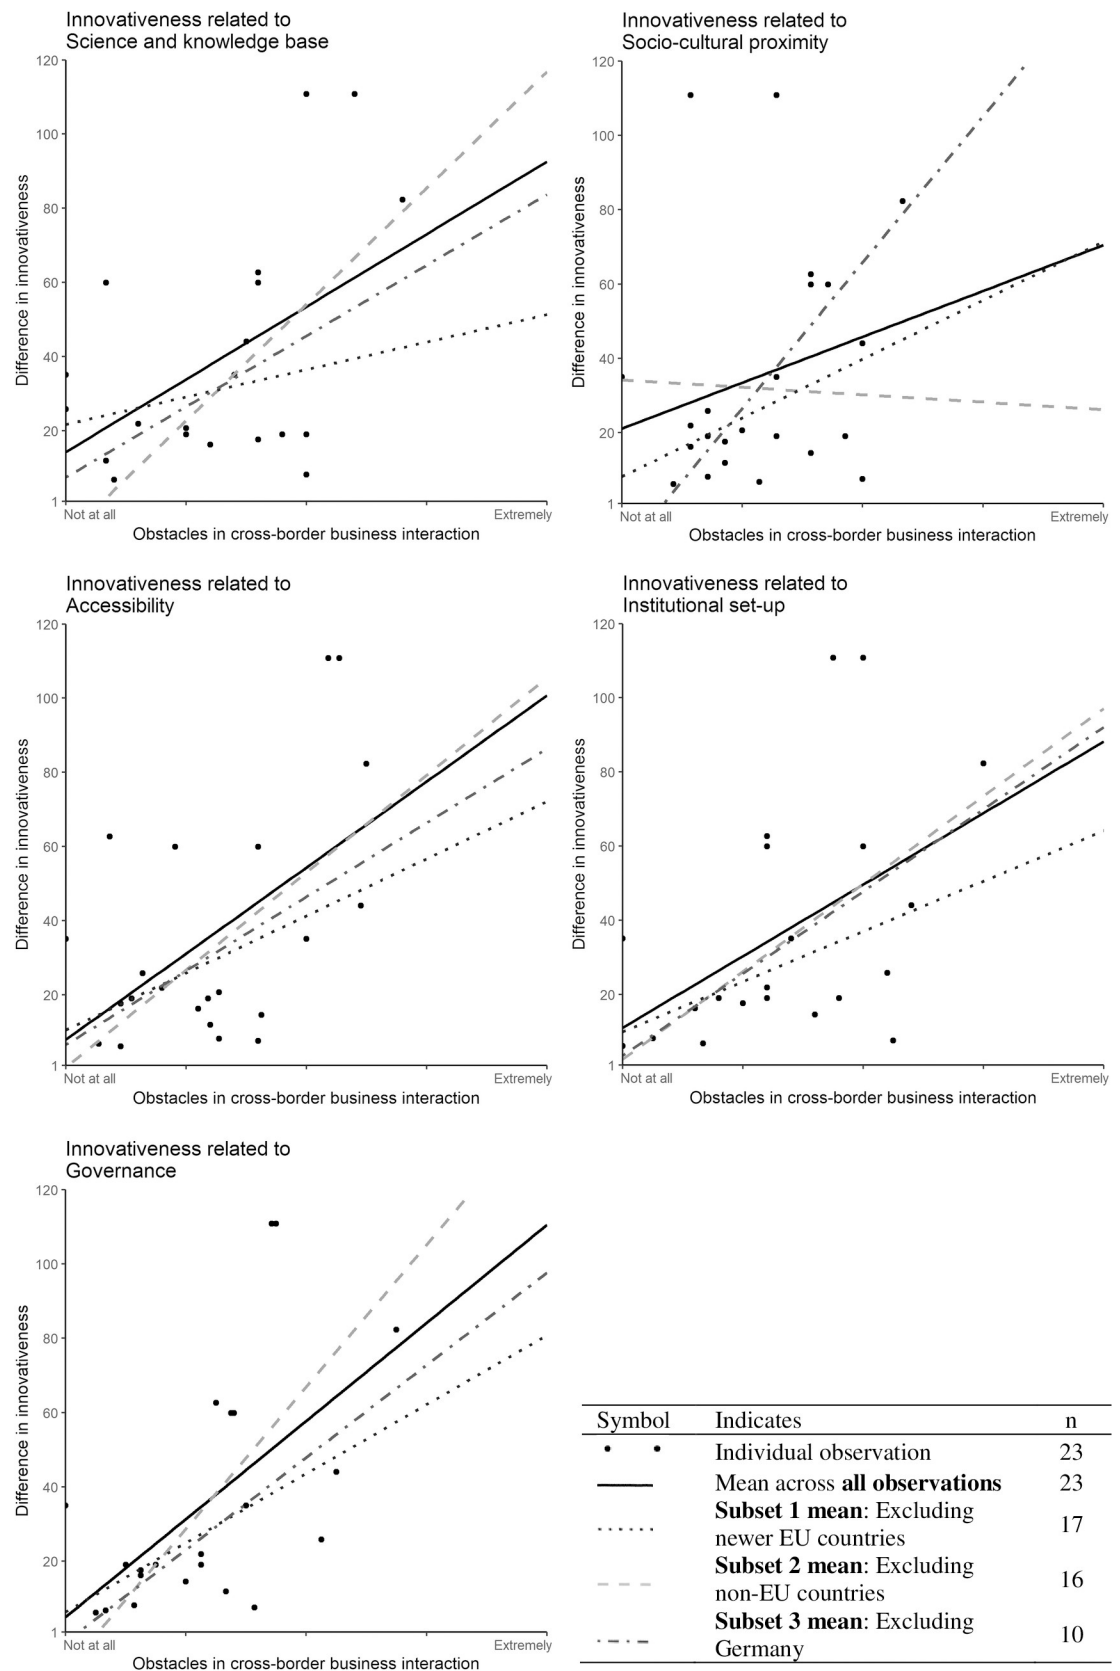 Innovativeness related to
Science and knowledge base
120
100
80
60
40
20
1
Difference in innovativeness
Not at all
Extremely
Obstacles in cross-border business interaction
Innovativeness related to
Socio-cultural proximity
120
100
80
60
40
20
1
Difference in innovativeness
Not at all
Extremely
Obstacles in cross-border business interaction
Innovativeness related to
Accessibility
120
100
80
60
40
20
1
Difference in innovativeness
Not at all
Extremely
Obstacles in cross-border business interaction
Innovativeness related to
Institutional set-up
120
100
80
60
40
20
1
Difference in innovativeness
Not at all
Extremely
Obstacles in cross-border business interaction
Innovativeness related to
Governance
120
100
80
60
40
20
1
Difference in innovativeness
Not at all
Extremely
Obstacles in cross-border business interaction
Symbol Indicates n
Individual observation 23
Mean across all observations 23
Subset 1 mean: Excluding
newer EU countries 17
Subset 2 mean: Excluding
non-EU countries 16
Subset 3 mean: Excluding
Germany 10